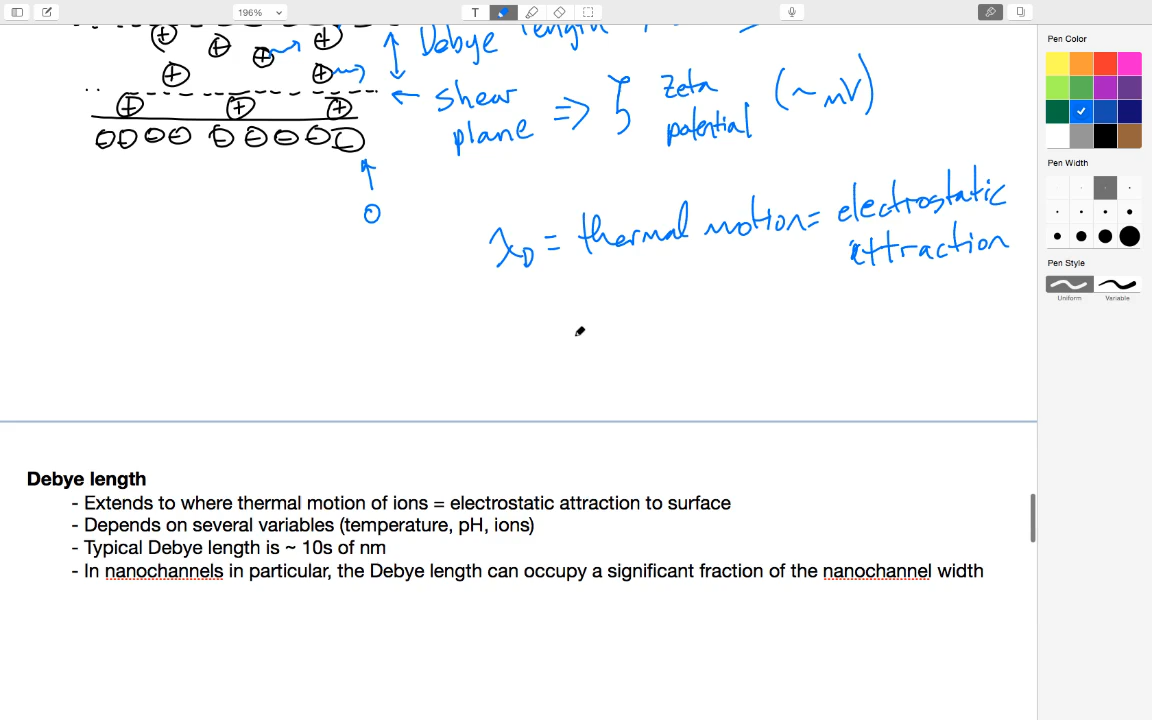 196%
T
Debye length
shear plane => ζ zeta potential (~ mV)
λD = thermal motion = electrostatic attraction
Debye length
- Extends to where thermal motion of ions = electrostatic attraction to surface
- Depends on several variables (temperature, pH, ions)
- Typical Debye length is ~ 10s of nm
- In nanochannels in particular, the Debye length can occupy a significant fraction of the nanochannel width
Pen Color
Pen Width
Pen Style
Uniform Variable